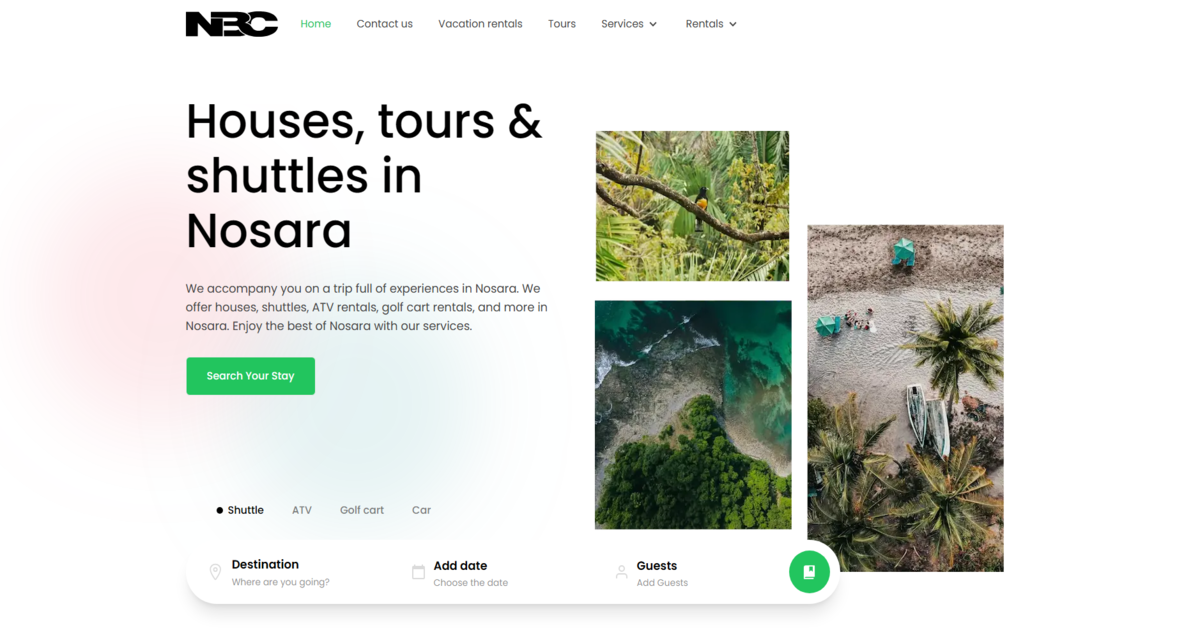 NBC
Home
Contact us
Vacation rentals
Tours
Services
Rentals
Houses, tours &
shuttles in
Nosara
We accompany you on a trip full of experiences in Nosara. We
offer houses, shuttles, ATV rentals, golf cart rentals, and more in
Nosara. Enjoy the best of Nosara with our services.
Search Your Stay
Shuttle
ATV
Golf cart
Car
Destination
Where are you going?
Add date
Choose the date
Guests
Add Guests